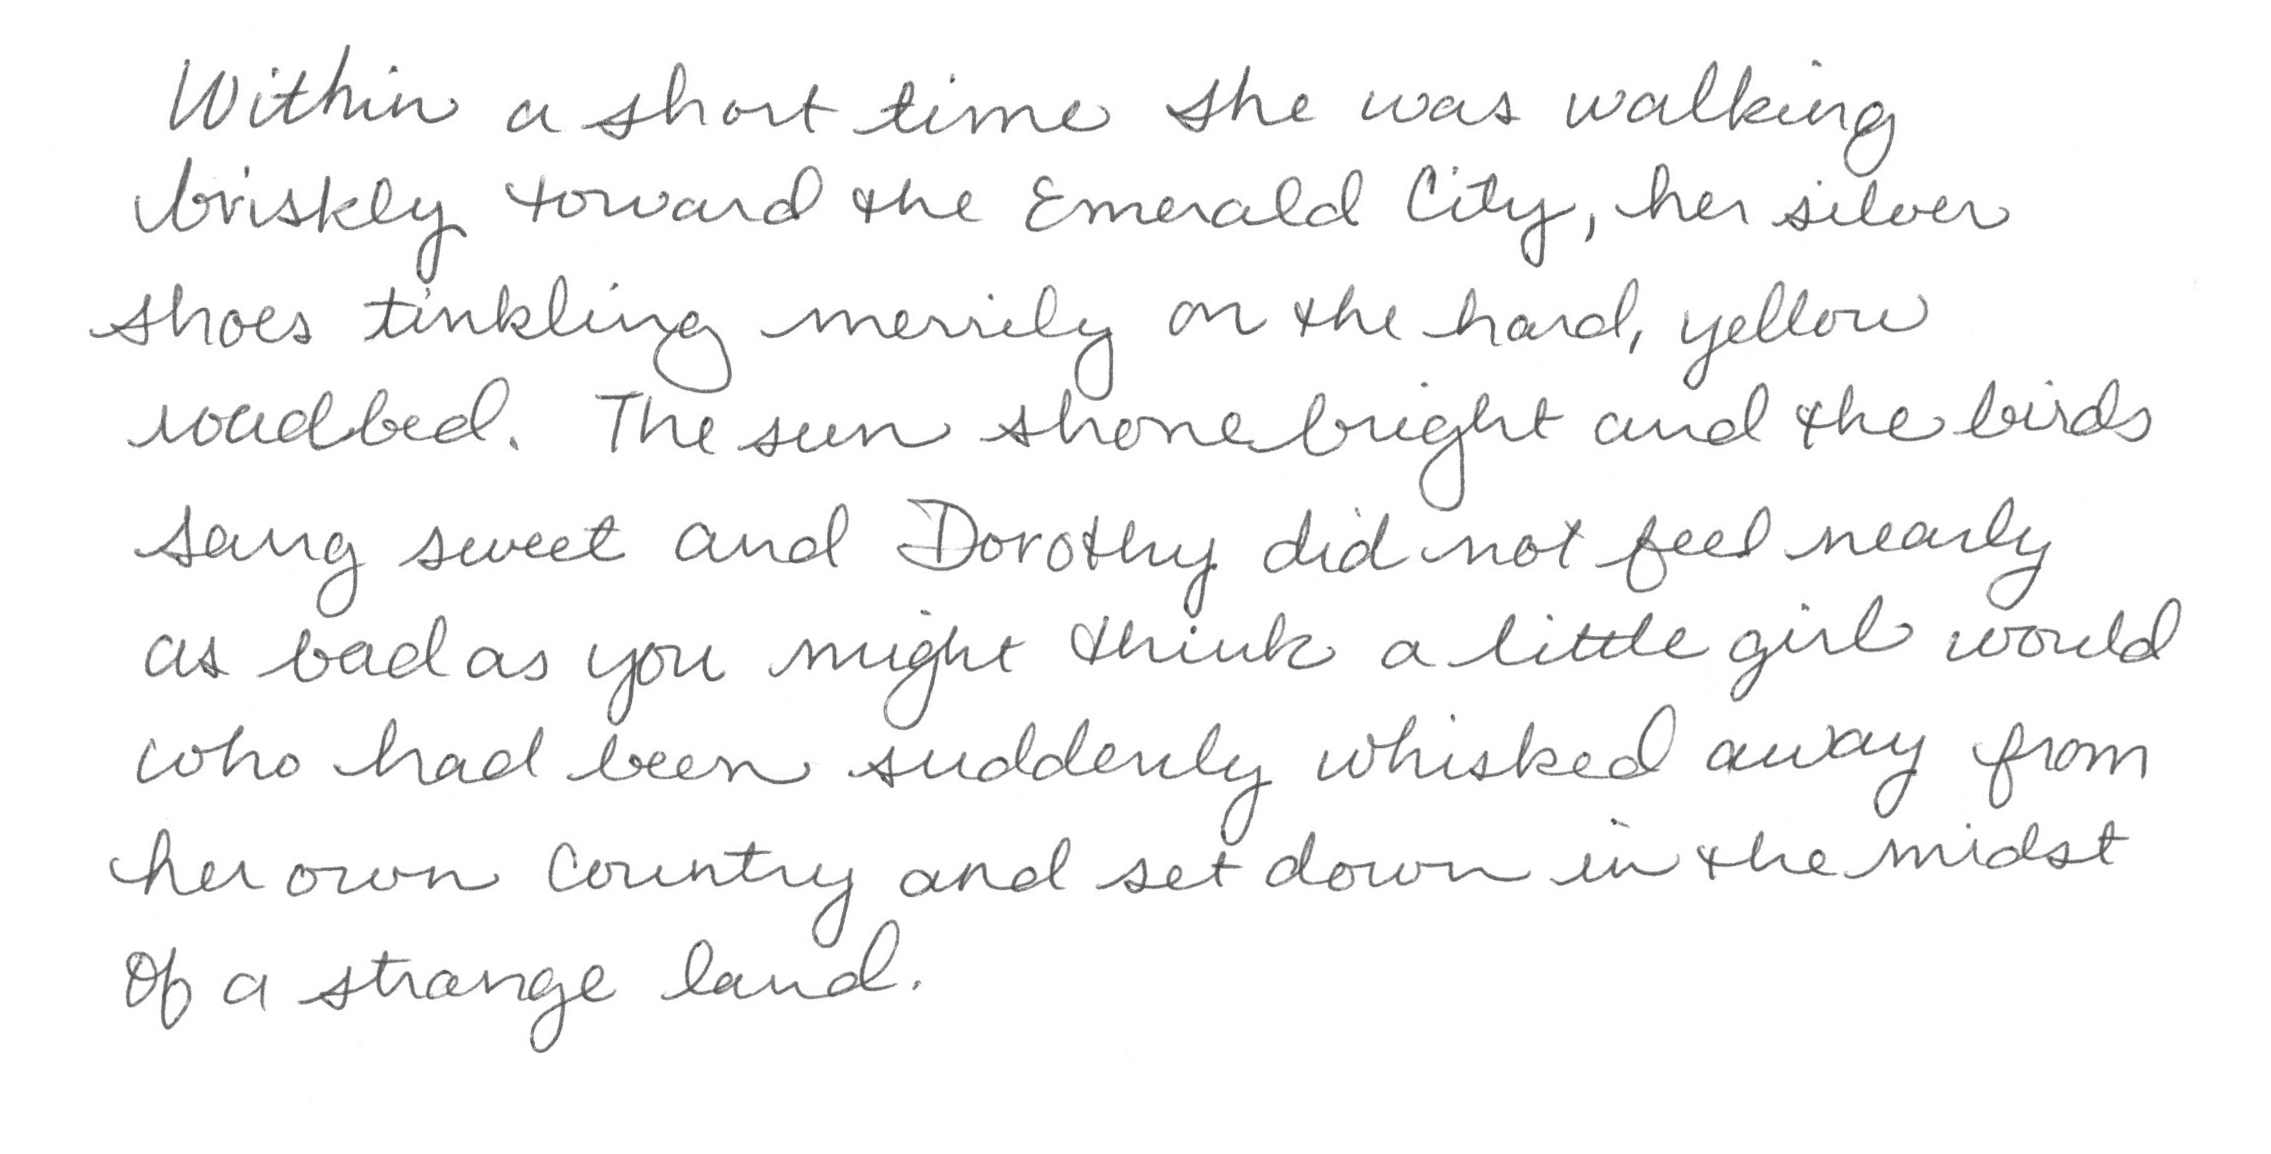 Within a short time she was walking
briskly toward the Emerald City, her silver
shoes tinkling merrily on the hard, yellow
roadbed. The sun shone bright and the birds
sang sweet and Dorothy did not feel nearly
as bad as you might think a little girl would
who had been suddenly whisked away from
her own country and set down in the midst
of a strange land.